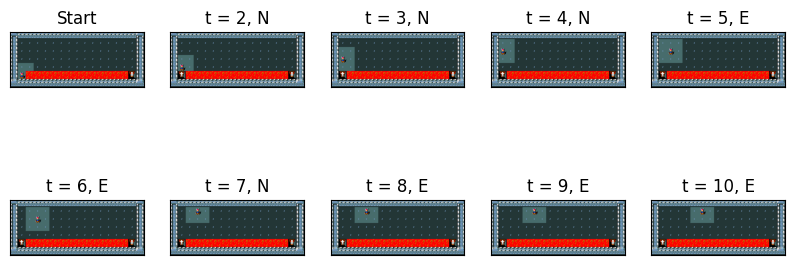 Start
t = 2, N
t = 3, N
t = 4, N
t = 5, E
t = 6, E
t = 7, N
t = 8, E
t = 9, E
t = 10, E